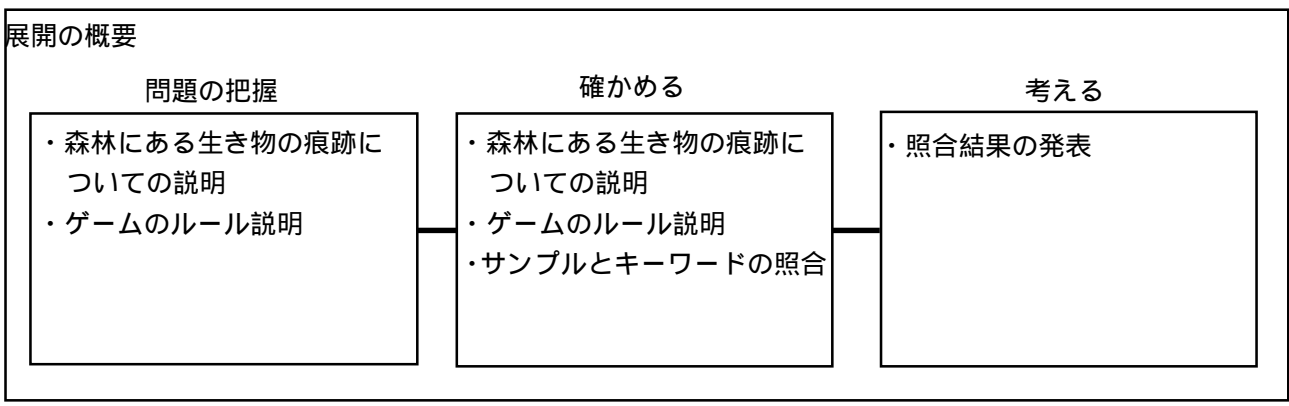 展開の概要
問題の把握
・森林にある生き物の痕跡に
ついての説明
・ゲームのルール説明
確かめる
・森林にある生き物の痕跡に
ついての説明
・ゲームのルール説明
・サンプルとキーワードの照合
考える
・照合結果の発表